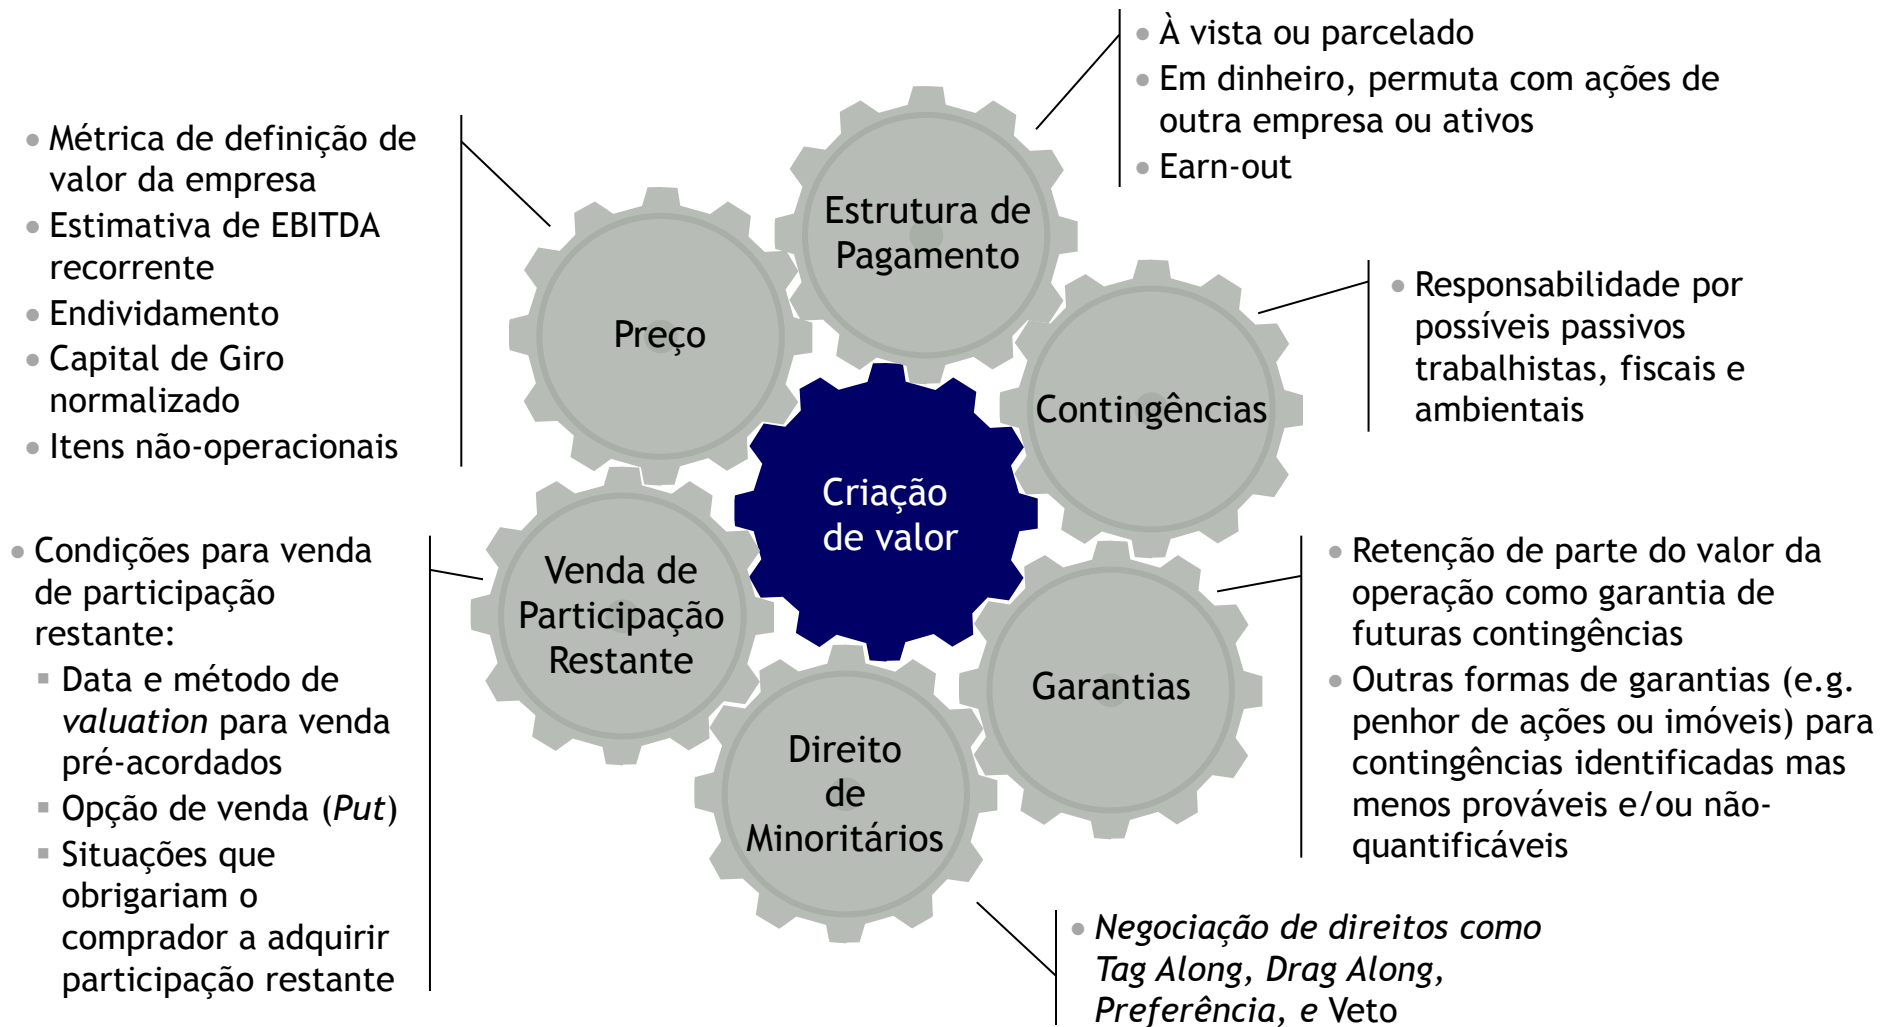 • À vista ou parcelado
• Em dinheiro, permuta com ações de
outra empresa ou ativos
• Earn-out
• Métrica de definição de
valor da empresa
• Estimativa de EBITDA
recorrente
• Endividamento
• Capital de Giro
normalizado
• Itens não-operacionais
Estrutura de
Pagamento
Preço
• Responsabilidade por
possíveis passivos
trabalhistas, fiscais e
ambientais
Contingências
Criação
de valor
• Condições para venda
de participação
restante:
▪ Data e método de
valuation para venda
pré-acordados
▪ Opção de venda (Put)
▪ Situações que
obrigariam o
comprador a adquirir
participação restante
Venda de
Participação
Restante
• Retenção de parte do valor da
operação como garantia de
futuras contingências
• Outras formas de garantias (e.g.
penhor de ações ou imóveis) para
contingências identificadas mas
menos prováveis e/ou não-
quantificáveis
Garantias
Direito
de
Minoritários
• Negociação de direitos como
Tag Along, Drag Along,
Preferência, e Veto